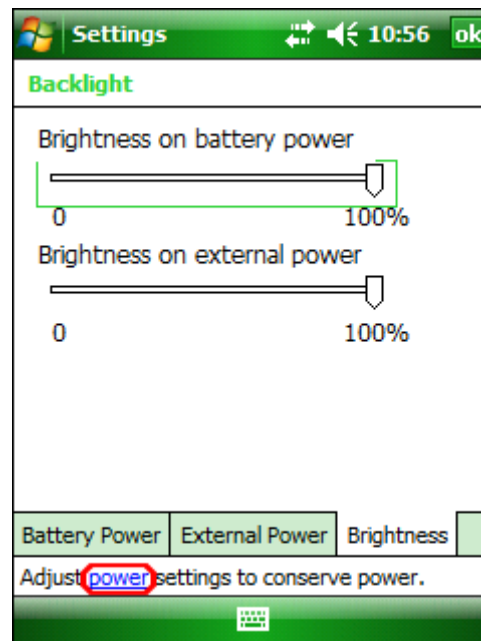 Settings 10:56 ok
Backlight
Brightness on battery power
0 100%
Brightness on external power
0 100%
Battery Power External Power Brightness
Adjust power settings to conserve power.